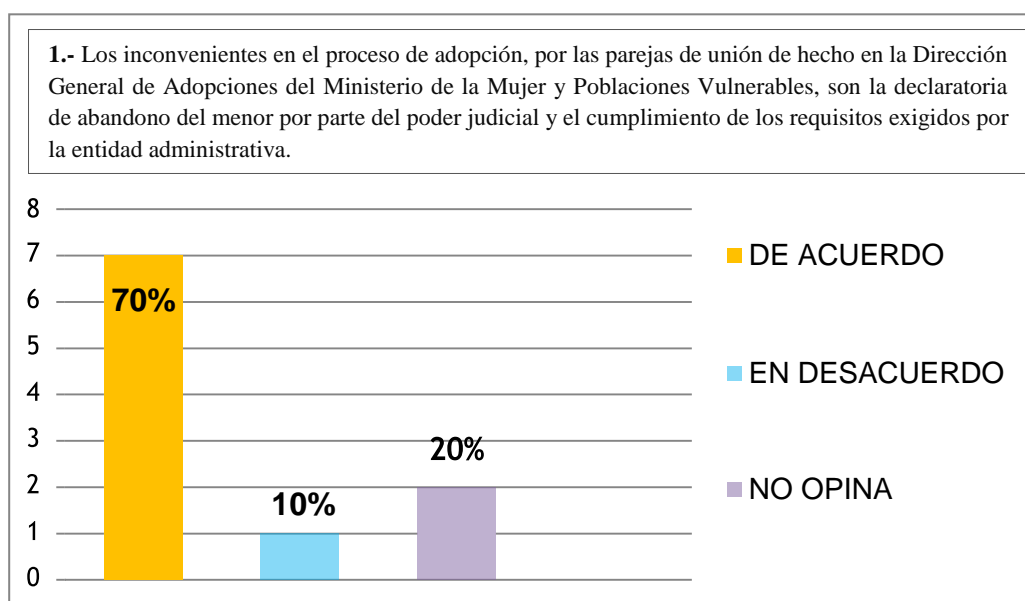 1.- Los inconvenientes en el proceso de adopción, por las parejas de unión de hecho en la Dirección
General de Adopciones del Ministerio de la Mujer y Poblaciones Vulnerables, son la declaratoria
de abandono del menor por parte del poder judicial y el cumplimiento de los requisitos exigidos por
la entidad administrativa.
8
7
6
5
4
3
2
1
0
70%
10%
20%
DE ACUERDO
EN DESACUERDO
NO OPINA